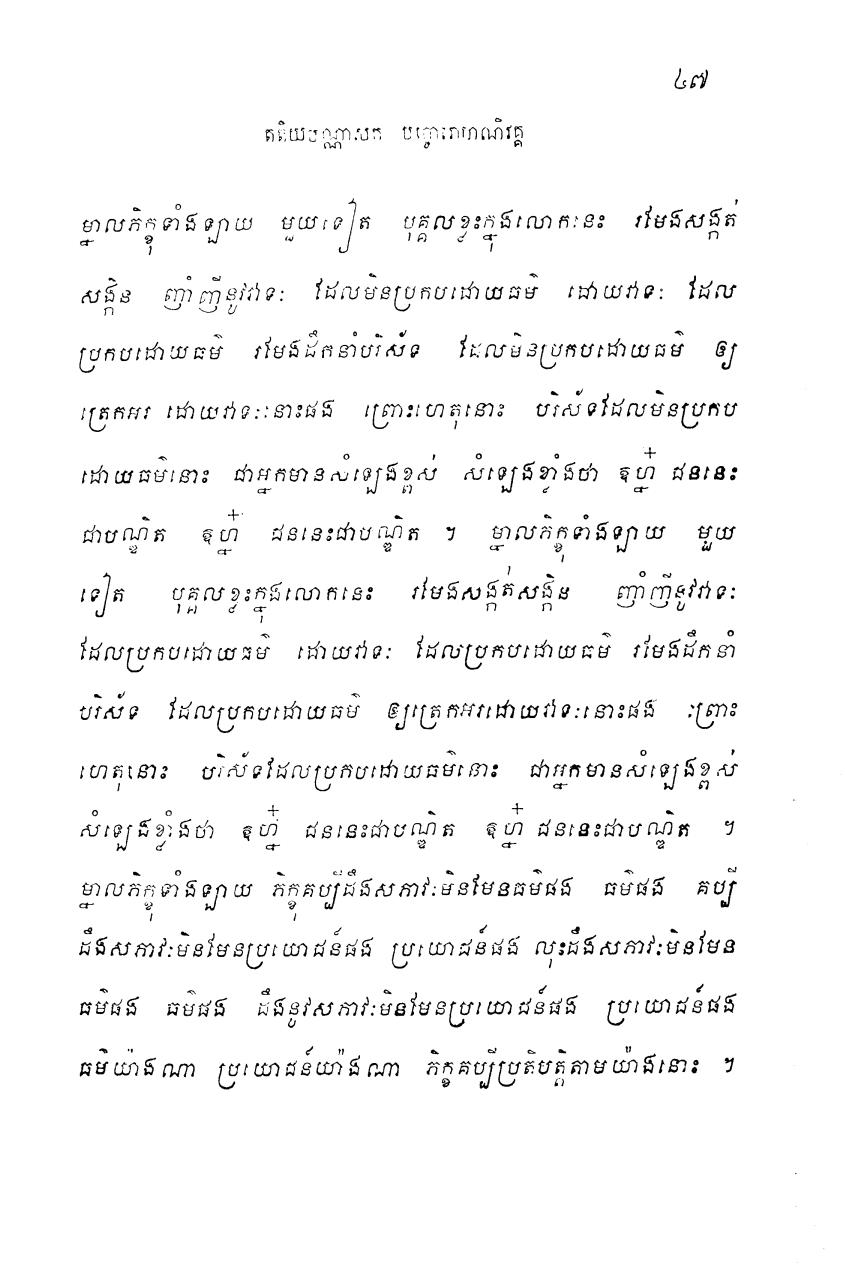 ៤៧
តតិយបណ្ណាសក បច្ចោរោហណិវគ្គ
ម្នាលភិក្ខុទាំងឡាយ មួយទៀត បុគ្គលខ្លះក្នុងលោកនេះ រមែងសង្កត់
សង្កិន ញាំញីនូវវាទៈ ដែលមិនប្រកបដោយធម៌ ដោយវាទៈ ដែល
ប្រកបដោយធម៌ រមែងដឹកនាំបរិស័ទ ដែលមិនប្រកបដោយធម៌ ឲ្យ
ត្រេកអរ ដោយវាទៈនោះផង ព្រោះហេតុនោះ បរិស័ទដែលមិនប្រកប
ដោយធម៌នោះ ជាអ្នកមានសំឡេងខ្ពស់ សំឡេងខ្លាំងថា ឱហ្ន៎ ជននេះ
ជាបណ្ឌិត ឱហ្ន៎ ជននេះជាបណ្ឌិត ។ ម្នាលភិក្ខុទាំងឡាយ មួយ
ទៀត បុគ្គលខ្លះក្នុងលោកនេះ រមែងសង្កត់សង្កិន ញាំញីនូវវាទៈ
ដែលប្រកបដោយធម៌ ដោយវាទៈ ដែលប្រកបដោយធម៌ រមែងដឹកនាំ
បរិស័ទ ដែលប្រកបដោយធម៌ ឲ្យត្រេកអរដោយវាទៈនោះផង ព្រោះ
ហេតុនោះ បរិស័ទដែលប្រកបដោយធម៌នោះ ជាអ្នកមានសំឡេងខ្ពស់
សំឡេងខ្លាំងថា ឱហ្ន៎ ជននេះជាបណ្ឌិត ឱហ្ន៎ ជននេះជាបណ្ឌិត ។
ម្នាលភិក្ខុទាំងឡាយ ភិក្ខុគប្បីដឹងសភាវៈមិនមែនធម៌ផង ធម៌ផង គប្បី
ដឹងសភាវៈមិនមែនប្រយោជន៍ផង ប្រយោជន៍ផង លុះដឹងសភាវៈមិនមែន
ធម៌ផង ធម៌ផង ដឹងនូវសភាវៈមិនមែនប្រយោជន៍ផង ប្រយោជន៍ផង
ធម៌យ៉ាងណា ប្រយោជន៍យ៉ាងណា ភិក្ខុគប្បីប្រតិបត្តិតាមយ៉ាងនោះ ។